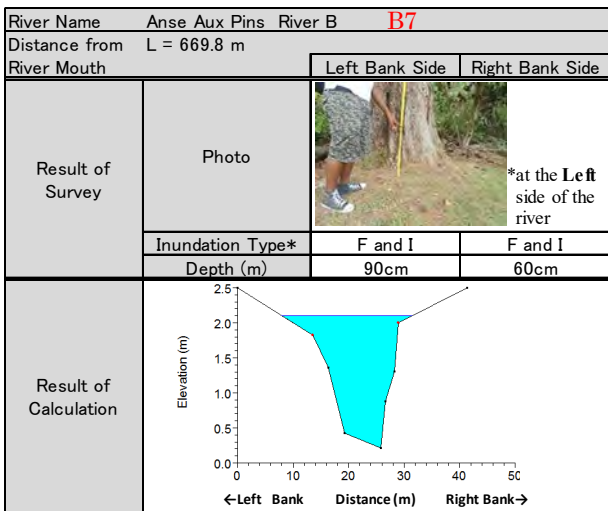 River Name Anse Aux Pins River B B7
Distance from L = 669.8 m
River Mouth Left Bank Side Right Bank Side
Result of
Survey
Photo
*at the Left
side of the
river
Inundation Type* F and I F and I
Depth (m) 90cm 60cm
Result of
Calculation
Elevation (m)
2.5
2.0
1.5
1.0
0.5
0.0
0 10 20 30 40 50
←Left Bank Distance(m) Right Bank→